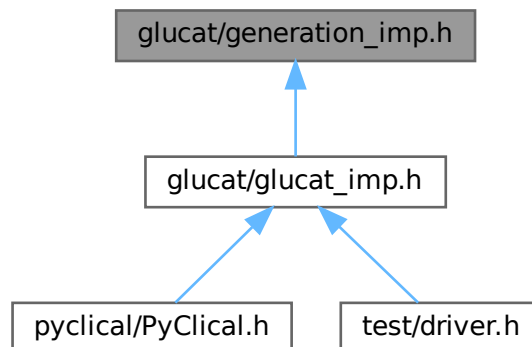 glucat/generation_imp.h
glucat/glucat_imp.h
pyclical/PyClical.h
test/driver.h